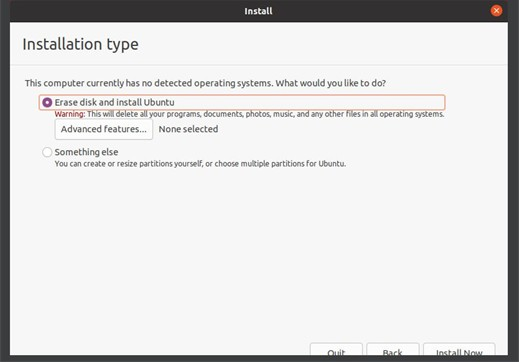 Install
Installation type
This computer currently has no detected operating systems. What would you like to do?
Erase disk and install Ubuntu
Warning: This will delete all your programs, documents, photos, music, and any other files in all operating systems.
Advanced features... None selected
Something else
You can create or resize partitions yourself, or choose multiple partitions for Ubuntu.
Quit Back Install Now